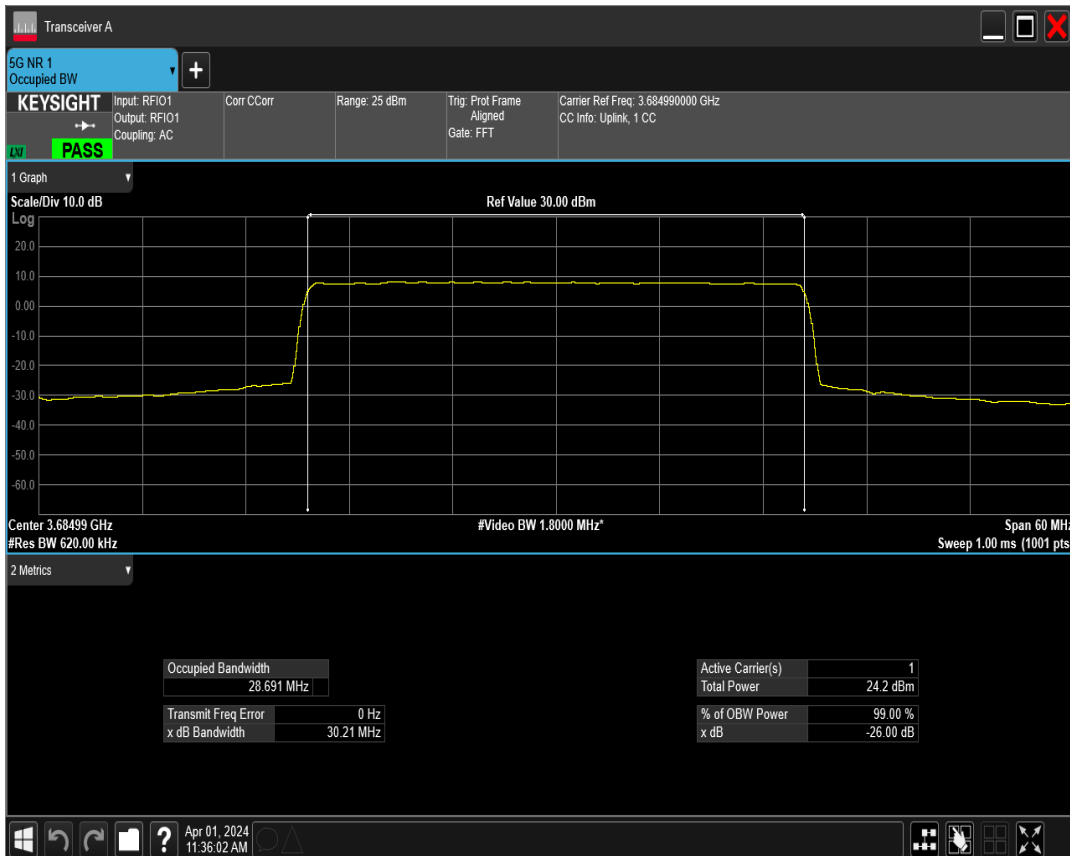 Transceiver A
5G NR 1
Occupied BW
+
KEYSIGHT
LXI
PASS
Input: RFIO1
Output: RFIO1
Coupling: AC
Corr CCorr
Range: 25 dBm
Trig: Prot Frame
Aligned
Gate: FFT
Carrier Ref Freq: 3.684990000 GHz
CC Info: Uplink, 1 CC
1 Graph
Scale/Div 10.0 dB
Ref Value 30.00 dBm
Log
20.0
10.0
0.00
-10.0
-20.0
-30.0
-40.0
-50.0
-60.0
Center 3.68499 GHz
#Video BW 1.8000 MHz*
Span 60 MHz
#Res BW 620.00 kHz
Sweep 1.00 ms (1001 pts
2 Metrics
Occupied Bandwidth
28.691 MHz
Transmit Freq Error 0 Hz
x dB Bandwidth 30.21 MHz
Active Carrier(s) 1
Total Power 24.2 dBm
% of OBW Power 99.00 %
x dB -26.00 dB
?
Apr 01, 2024
11:36:02 AM